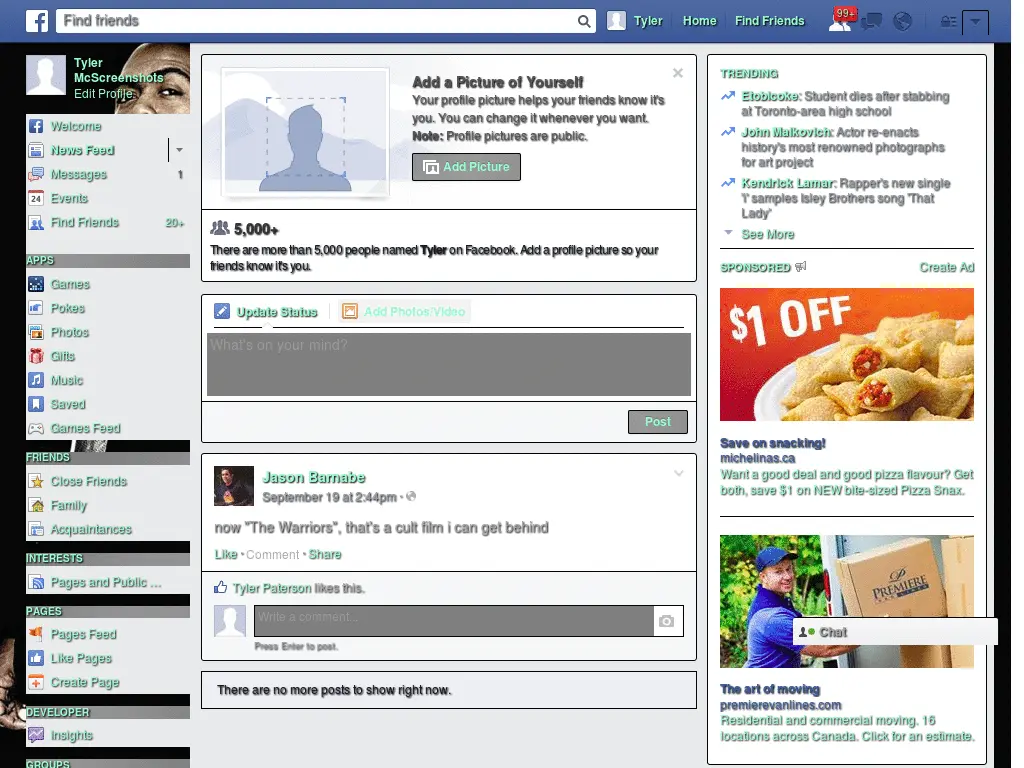 Find friends
Tyler
Home
Find Friends
99+
Tyler
McScreenshots
Edit Profile
Welcome
News Feed
Messages
1
24
Events
Find Friends
20+
APPS
Games
Pokes
Photos
Gifts
Music
Saved
Games Feed
FRIENDS
Close Friends
Family
Acquaintances
INTERESTS
Pages and Public ...
PAGES
Pages Feed
Like Pages
Create Page
DEVELOPER
Insights
GROUPS
Add a Picture of Yourself
Your profile picture helps your friends know it's
you. You can change it whenever you want.
Note: Profile pictures are public.
Add Picture
5,000+
There are more than 5,000 people named Tyler on Facebook. Add a profile picture so your
friends know it's you.
Update Status
Add Photos/Video
What's on your mind?
Post
Jason Barnabe
September 19 at 2:44pm ·
now "The Warriors", that's a cult film i can get behind
Like · Comment · Share
Tyler Paterson likes this.
Write a comment...
Press Enter to post.
There are no more posts to show right now.
TRENDING
Etobicoke: Student dies after stabbing
at Toronto-area high school
John Malkovich: Actor re-enacts
history's most renowned photographs
for art project
Kendrick Lamar: Rapper's new single
'i' samples Isley Brothers song 'That
Lady'
See More
SPONSORED
Create Ad
$1 OFF
Save on snacking!
michelinas.ca
Want a good deal and good pizza flavour? Get
both, save $1 on NEW bite-sized Pizza Snax.
PREMIERE
VAN LINES
Chat
The art of moving
premierevanlines.com
Residential and commercial moving. 16
locations across Canada. Click for an estimate.